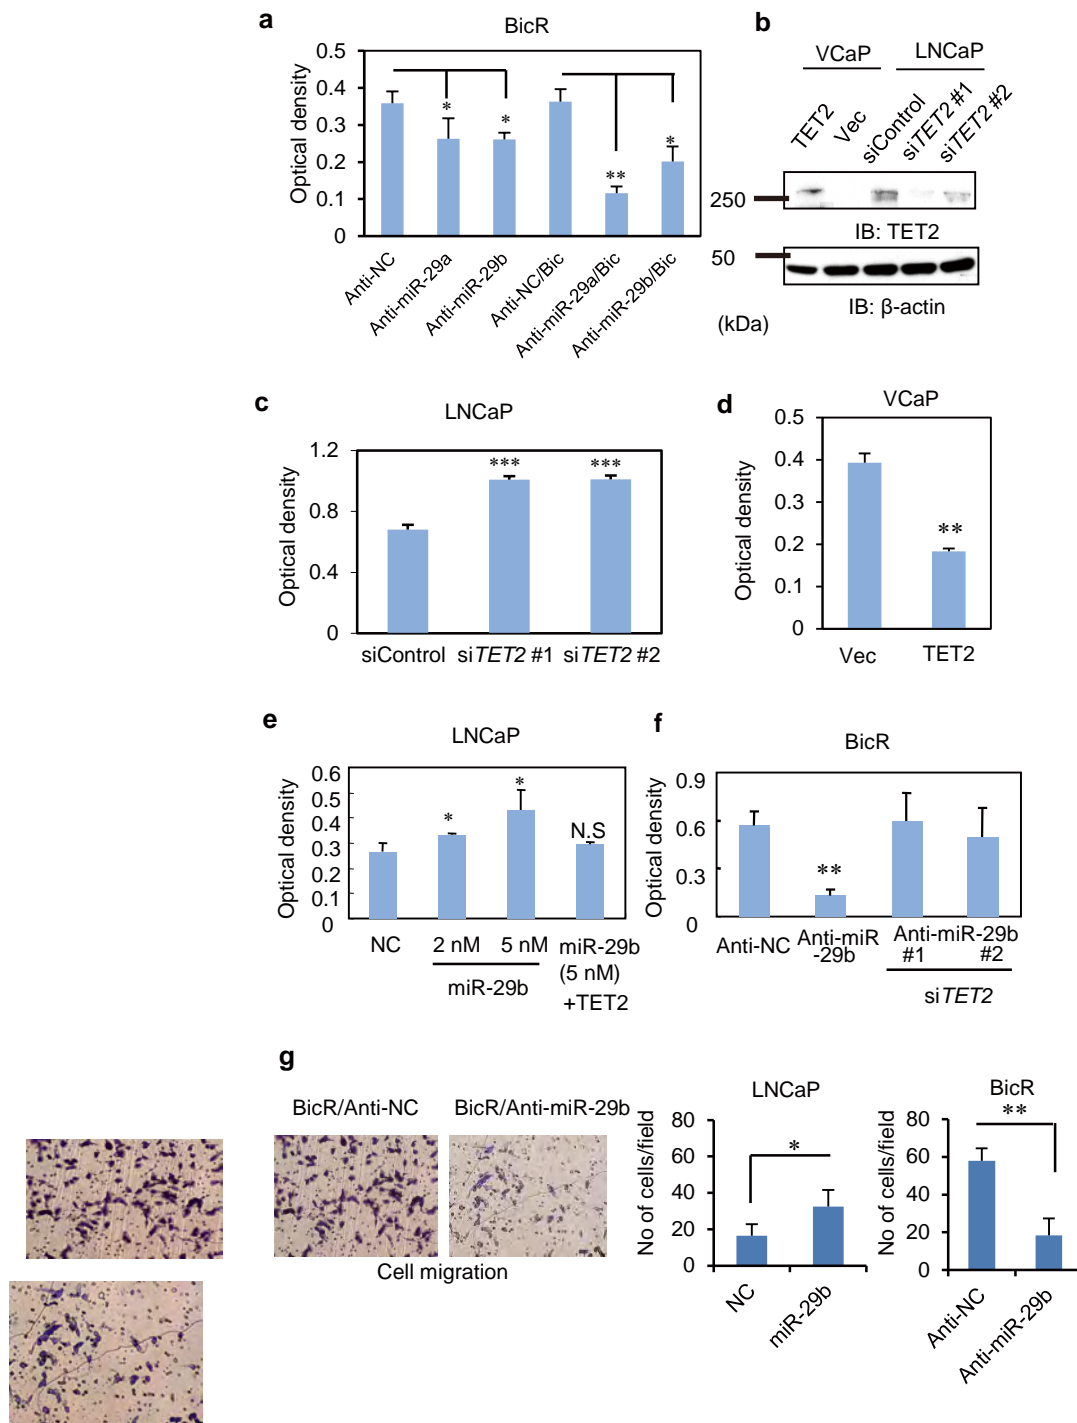 a
BicR
Optical density
0.5
0.4
0.3
0.2
0.1
0
*
*
**
*
Anti-NC
Anti-miR-29a
Anti-miR-29b
Anti-NC/Bic
Anti-miR-29a/Bic
Anti-miR-29b/Bic
b
VCaP
LNCaP
TET2
Vec
siControl
siTET2 #1
siTET2 #2
250
IB: TET2
50
IB: β-actin
(kDa)
c
LNCaP
Optical density
1.2
0.8
0.4
0
***
***
siControl
siTET2 #1
siTET2 #2
d
VCaP
Optical density
0.5
0.4
0.3
0.2
0.1
0
**
Vec
TET2
e
LNCaP
Optical density
0.6
0.5
0.4
0.3
0.2
0.1
0
*
*
N.S
NC
2 nM
5 nM
miR-29b
miR-29b
(5 nM)
+TET2
f
BicR
Optical density
0.9
0.6
0.3
0
**
Anti-NC
Anti-miR
-29b
Anti-miR-29b
#1
#2
siTET2
g
BicR/Anti-NC
BicR/Anti-miR-29b
Cell migration
LNCaP
No of cells/field
80
60
40
20
0
*
NC
miR-29b
BicR
No of cells/field
80
60
40
20
0
**
Anti-NC
Anti-miR-29b